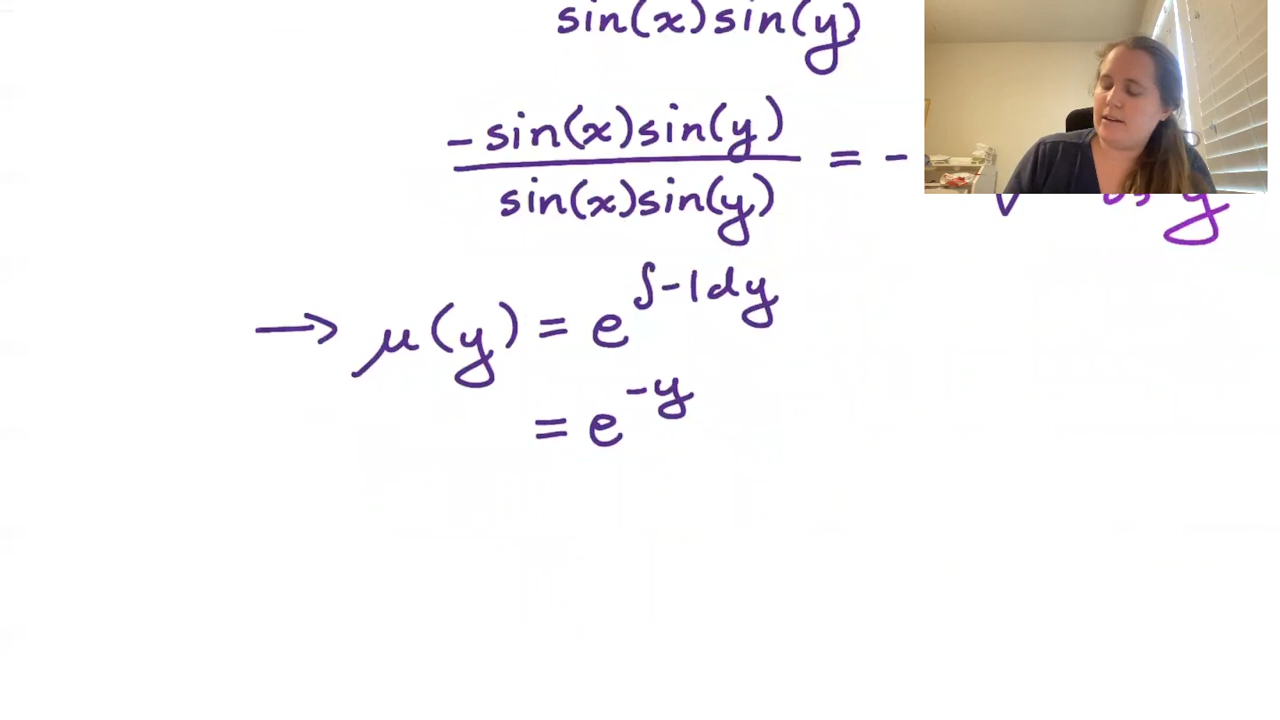 sin(x)sin(y)
-sin(x)sin(y) / sin(x)sin(y) = -
→ μ(y) = e^∫-1dy
= e^-y
y